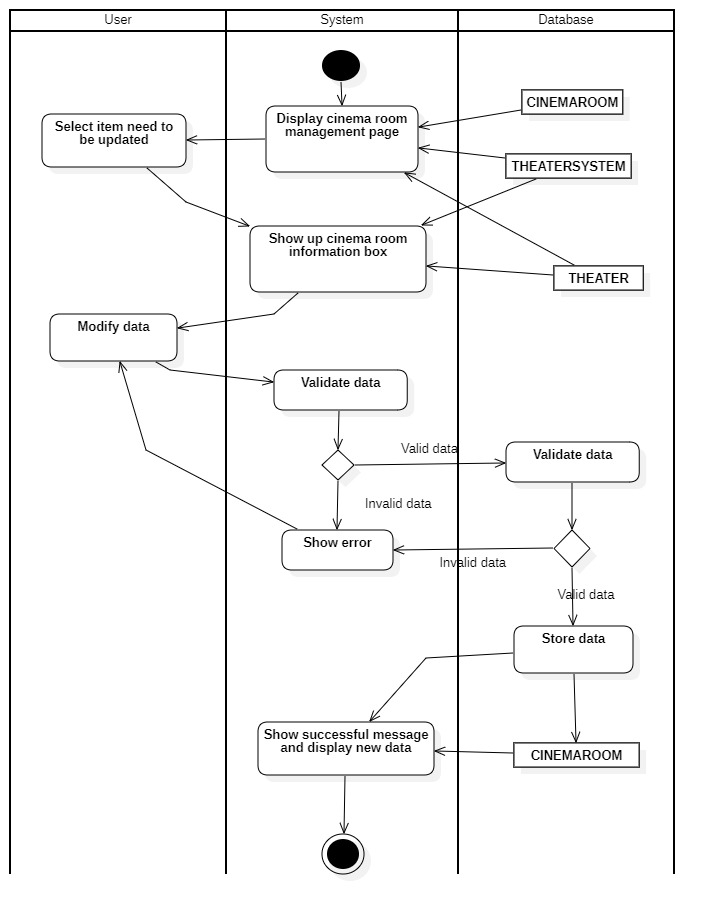 User
System
Database
CINEMAROOM
Display cinema room
management page
Select item need to
be updated
THEATERSYSTEM
Show up cinema room
information box
THEATER
Modify data
Validate data
Valid data
Validate data
Invalid data
Show error
Invalid data
Valid data
Store data
Show successful message
and display new data
CINEMAROOM